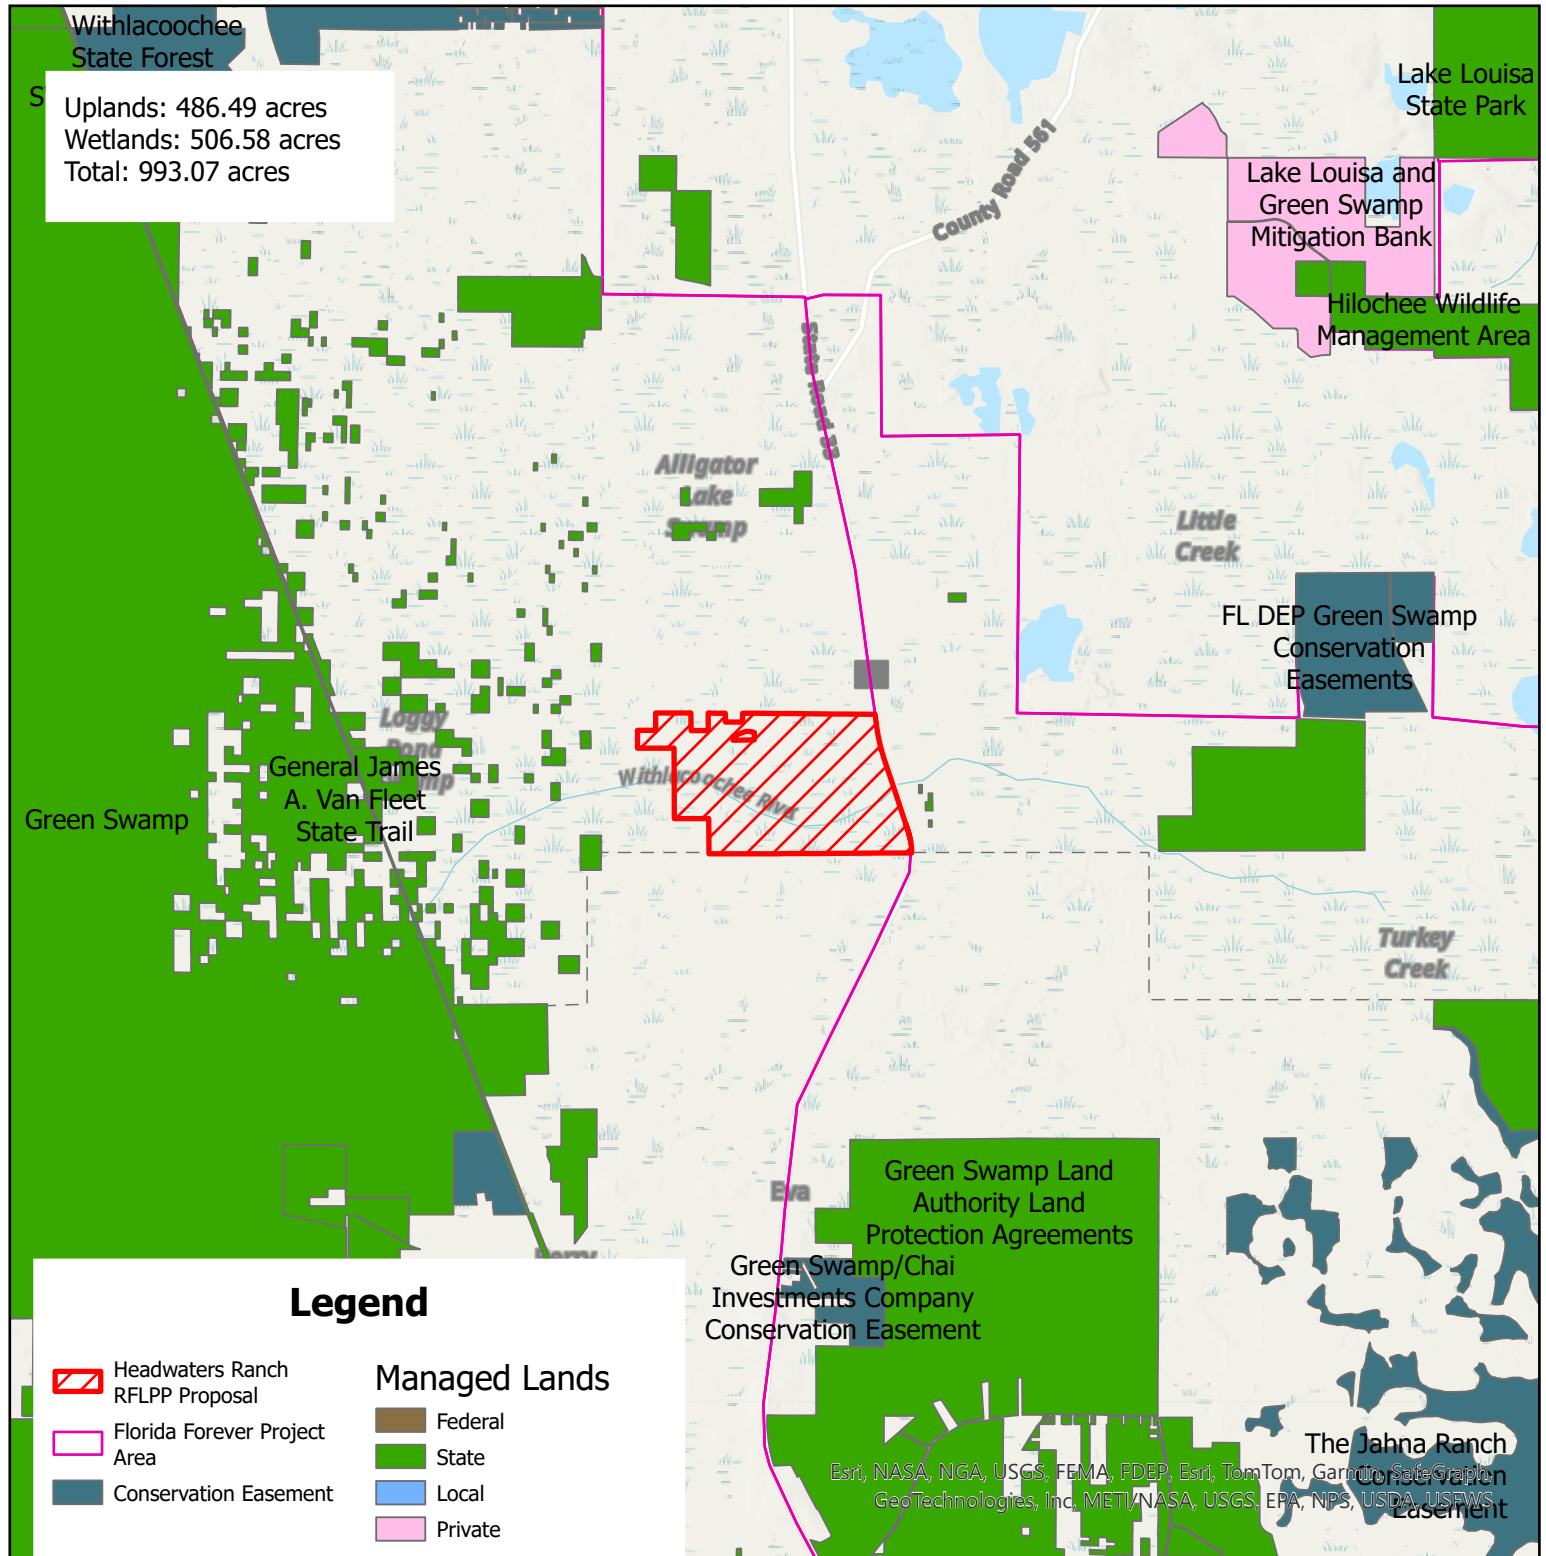 Withlacoochee
State Forest
Uplands: 486.49 acres
Wetlands: 506.58 acres
Total: 993.07 acres
Lake Louisa
State Park
County Road 561
Lake Louisa and
Green Swamp
Mitigation Bank
Hilochee Wildlife
Management Area
State Road 33
Alligator
Lake
Swamp
Little
Creek
FL DEP Green Swamp
Conservation
Easements
Loggy
Pond
General James
A. Van Fleet
State Trail
Green Swamp
Withlacoochee River
Turkey
Creek
Green Swamp Land
Authority Land
Protection Agreements
Eva
Green Swamp/Chai
Investments Company
Conservation Easement
The Jahna Ranch
Conservation
Easement
Legend
Headwaters Ranch
RFLPP Proposal
Florida Forever Project
Area
Conservation Easement
Managed Lands
Federal
State
Local
Private
Esri, NASA, NGA, USGS, FEMA, FDEP, Esri, TomTom, Garmin, SafeGraph,
GeoTechnologies, Inc, METI/NASA, USGS, EPA, NPS, USDA, USFWS